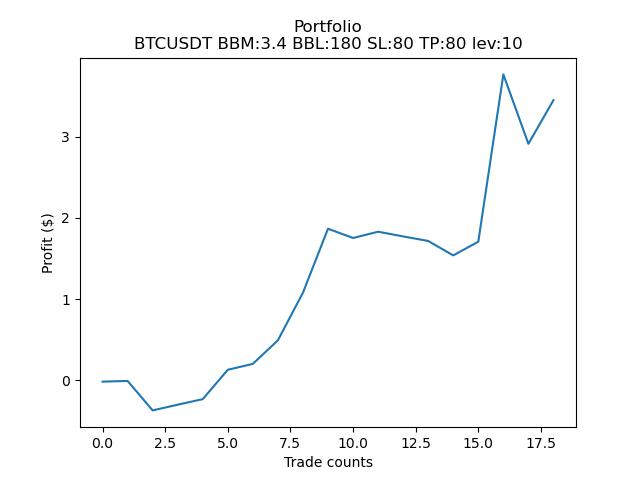 Portfolio
BTCUSDT BBM:3.4 BBL:180 SL:80 TP:80 lev:10
3
2
1
0
Profit ($)
0.0 2.5 5.0 7.5 10.0 12.5 15.0 17.5
Trade counts